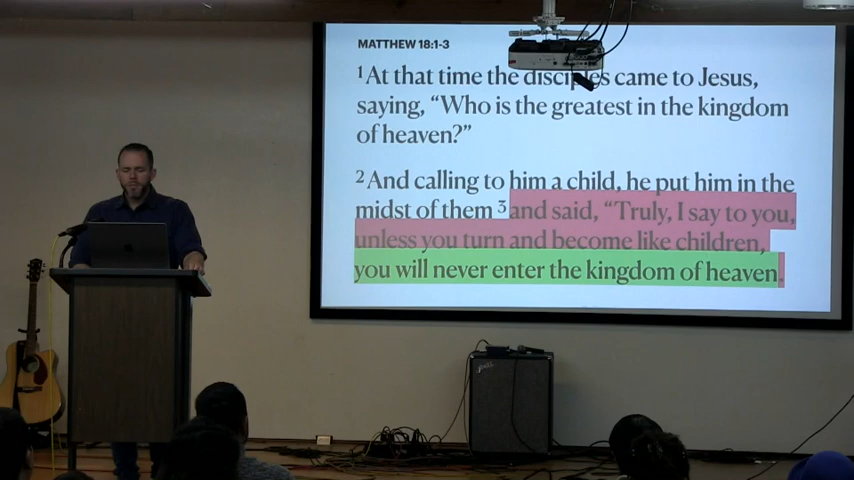 MATTHEW 18:1-3
1 At that time the disciples came to Jesus,
saying, “Who is the greatest in the kingdom
of heaven?”
2 And calling to him a child, he put him in the
midst of them 3 and said, “Truly, I say to you,
unless you turn and become like children,
you will never enter the kingdom of heaven.